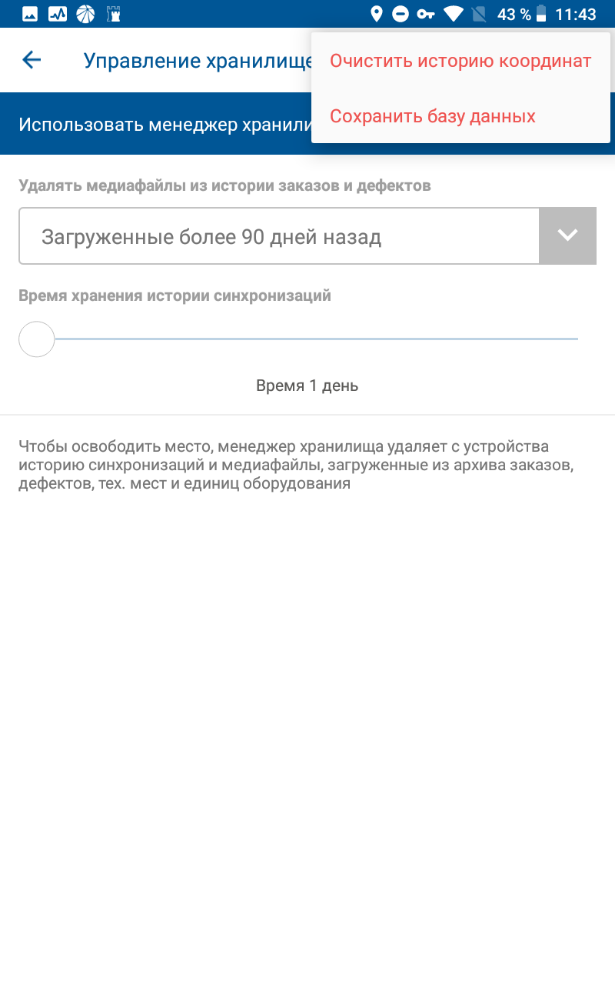 43 % 11:43
Управление хранилище
Очистить историю координат
Сохранить базу данных
Использовать менеджер хранили
Удалять медиафайлы из истории заказов и дефектов
Загруженные более 90 дней назад
Время хранения истории синхронизаций
Время 1 день
Чтобы освободить место, менеджер хранилища удаляет с устройства
историю синхронизаций и медиафайлы, загруженные из архива заказов,
дефектов, тех. мест и единиц оборудования